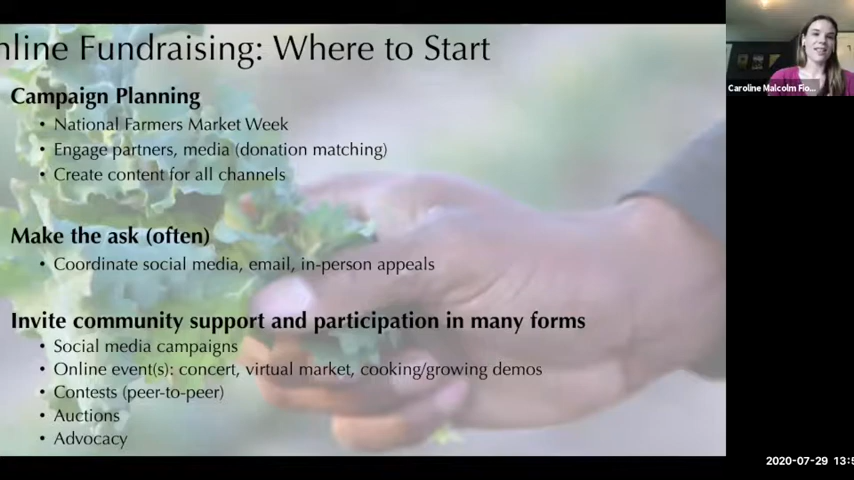 nline Fundraising: Where to Start
Campaign Planning
• National Farmers Market Week
• Engage partners, media (donation matching)
• Create content for all channels
Make the ask (often)
• Coordinate social media, email, in-person appeals
Invite community support and participation in many forms
• Social media campaigns
• Online event(s): concert, virtual market, cooking/growing demos
• Contests (peer-to-peer)
• Auctions
• Advocacy
Caroline Malcolm Fio...
2020-07-29 13:5